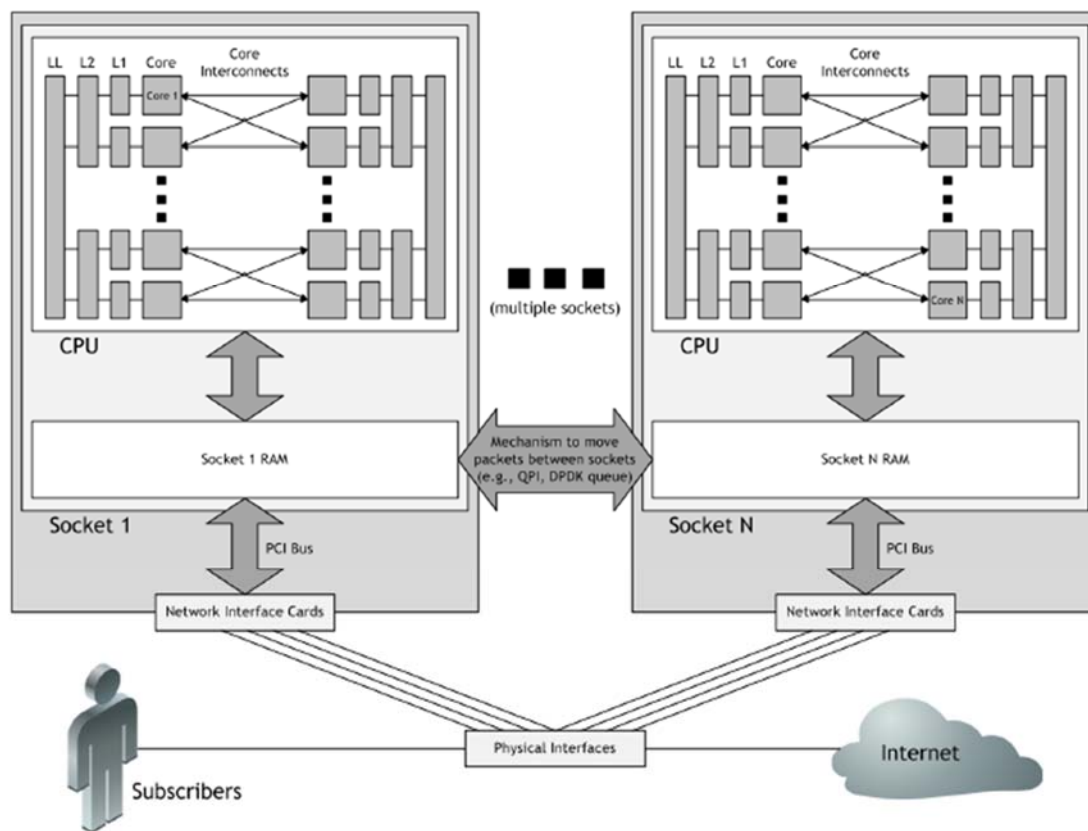 LL L2 L1 Core
Core
Interconnects
Core 1
CPU
Socket 1 RAM
Socket 1
PCI Bus
Network Interface Cards
(multiple sockets)
Mechanism to move
packets between sockets
(e.g., QPI, DPDK queue)
LL L2 L1 Core
Core
Interconnects
Core N
CPU
Socket N RAM
Socket N
PCI Bus
Network Interface Cards
Physical Interfaces
Subscribers
Internet